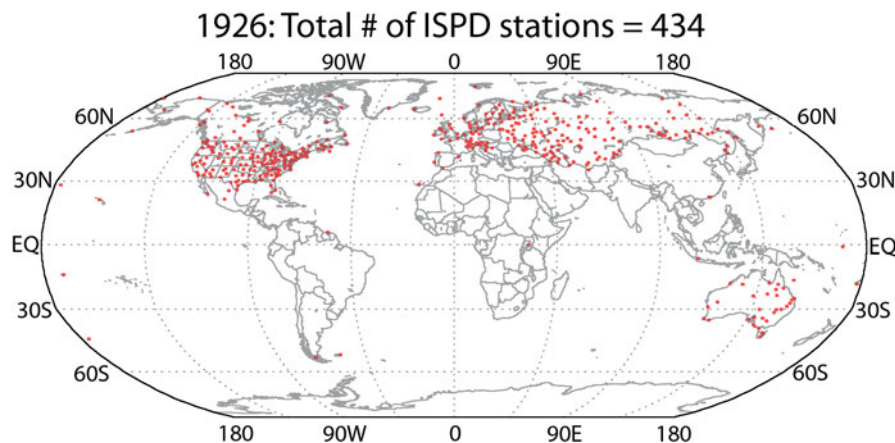 1926: Total # of ISPD stations = 434
180 90W 0 90E 180
60N 60N
30N 30N
EQ EQ
30S 30S
60S 60S
180 90W 0 90E 180